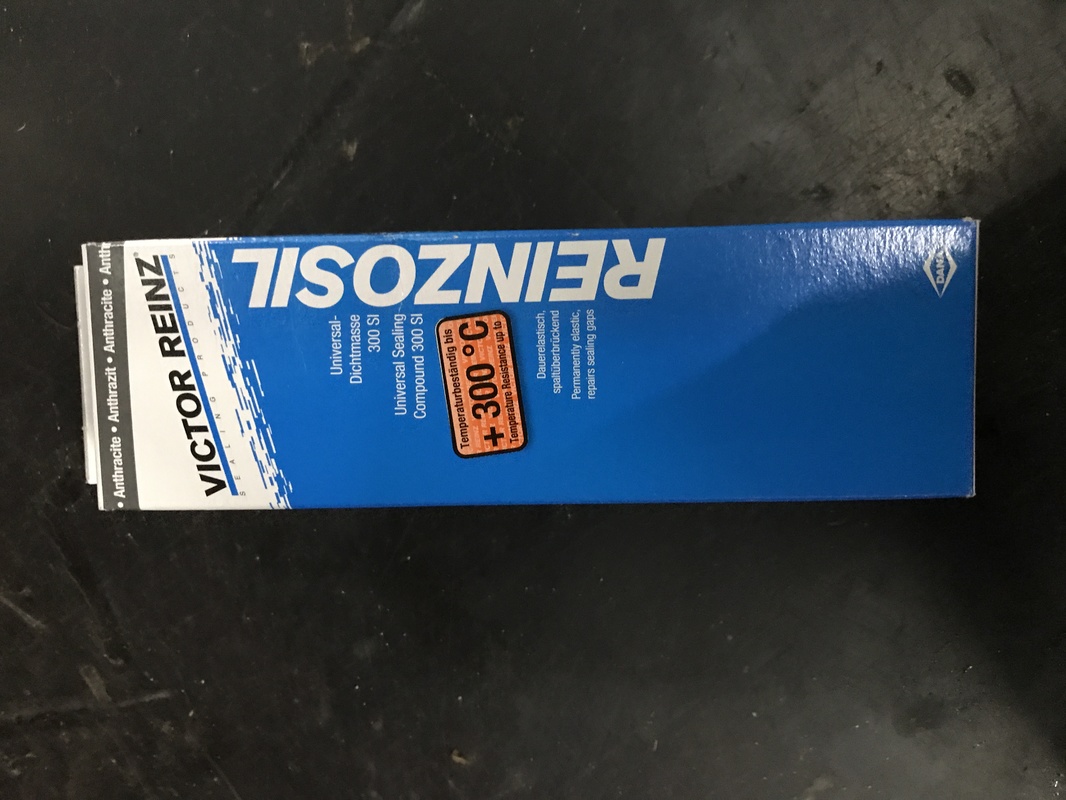 • Anthracite • Anthrazit • Anthracite • Anth
VICTOR REINZ®
SEALING PRODUCTS
REINZOSIL
Universal-
Dichtmasse
300 SI
Universal Sealing
Compound 300 SI
Temperaturbeständig bis
+ 300 °C
Temperature Resistance up to
Dauerelastisch,
spaltüberbrückend
Permanently elastic,
repairs sealing gaps
DANA